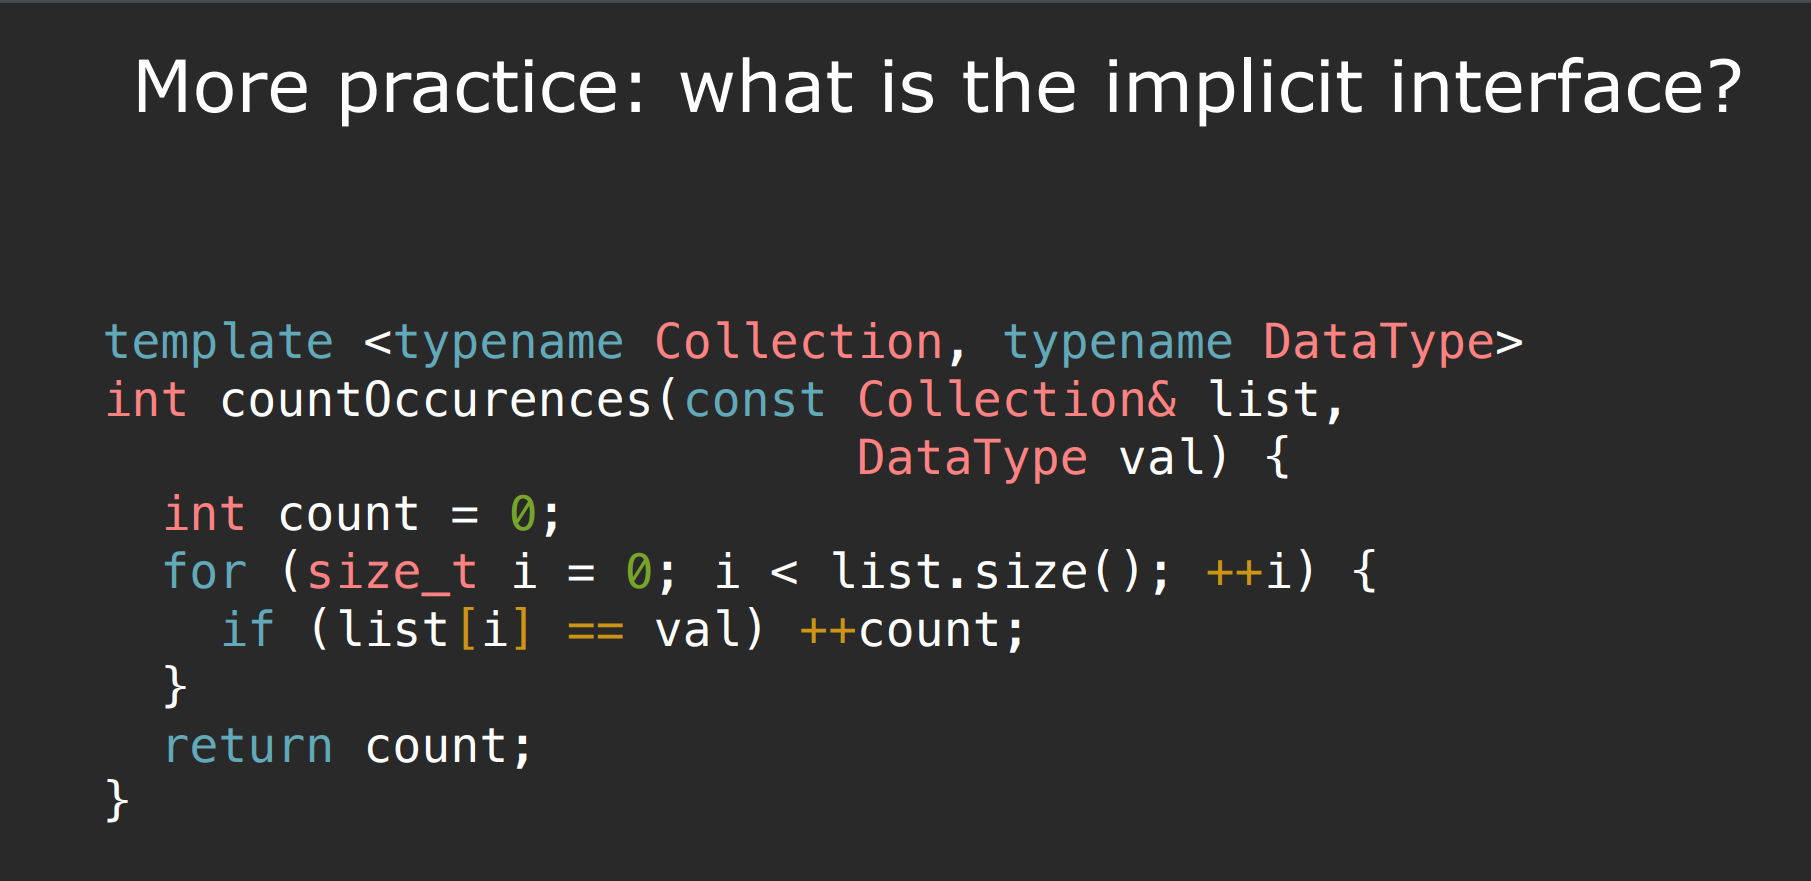 More practice: what is the implicit interface?
template <typename Collection, typename DataType>
int countOccurences(const Collection& list,
                          DataType val) {
  int count = 0;
  for (size_t i = 0; i < list.size(); ++i) {
    if (list[i] == val) ++count;
  }
  return count;
}